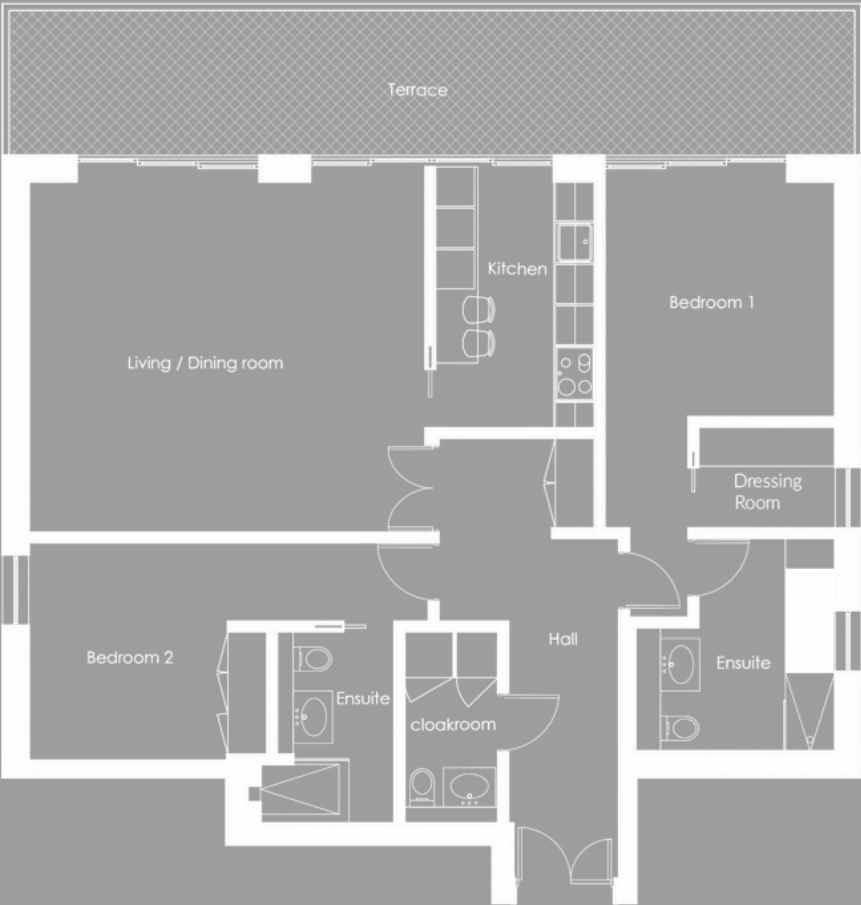 Terrace
Kitchen
Bedroom 1
Living / Dining room
Dressing
Room
Hall
Bedroom 2
Ensuite
Ensuite
cloakroom